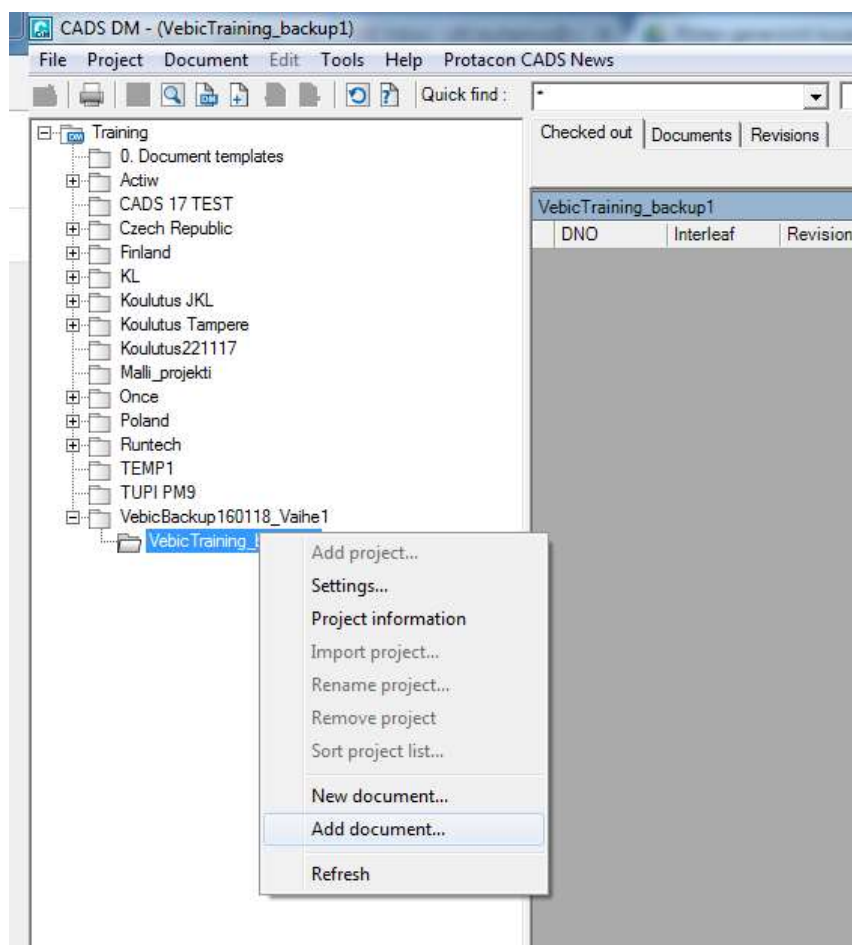 CADS DM - (VebicTraining_backup1)
File Project Document Edit Tools Help Protacon CADS News
Quick find : *
Training
0. Document templates
Actiw
CADS 17 TEST
Czech Republic
Finland
KL
Koulutus JKL
Koulutus Tampere
Koulutus221117
Malli_projekti
Once
Poland
Runtech
TEMP1
TUPI PM9
VebicBackup160118_Vaihe1
VebicTraining_
Checked out Documents Revisions
VebicTraining_backup1
DNO Interleaf Revision
Add project...
Settings...
Project information
Import project...
Rename project...
Remove project
Sort project list...
New document...
Add document...
Refresh